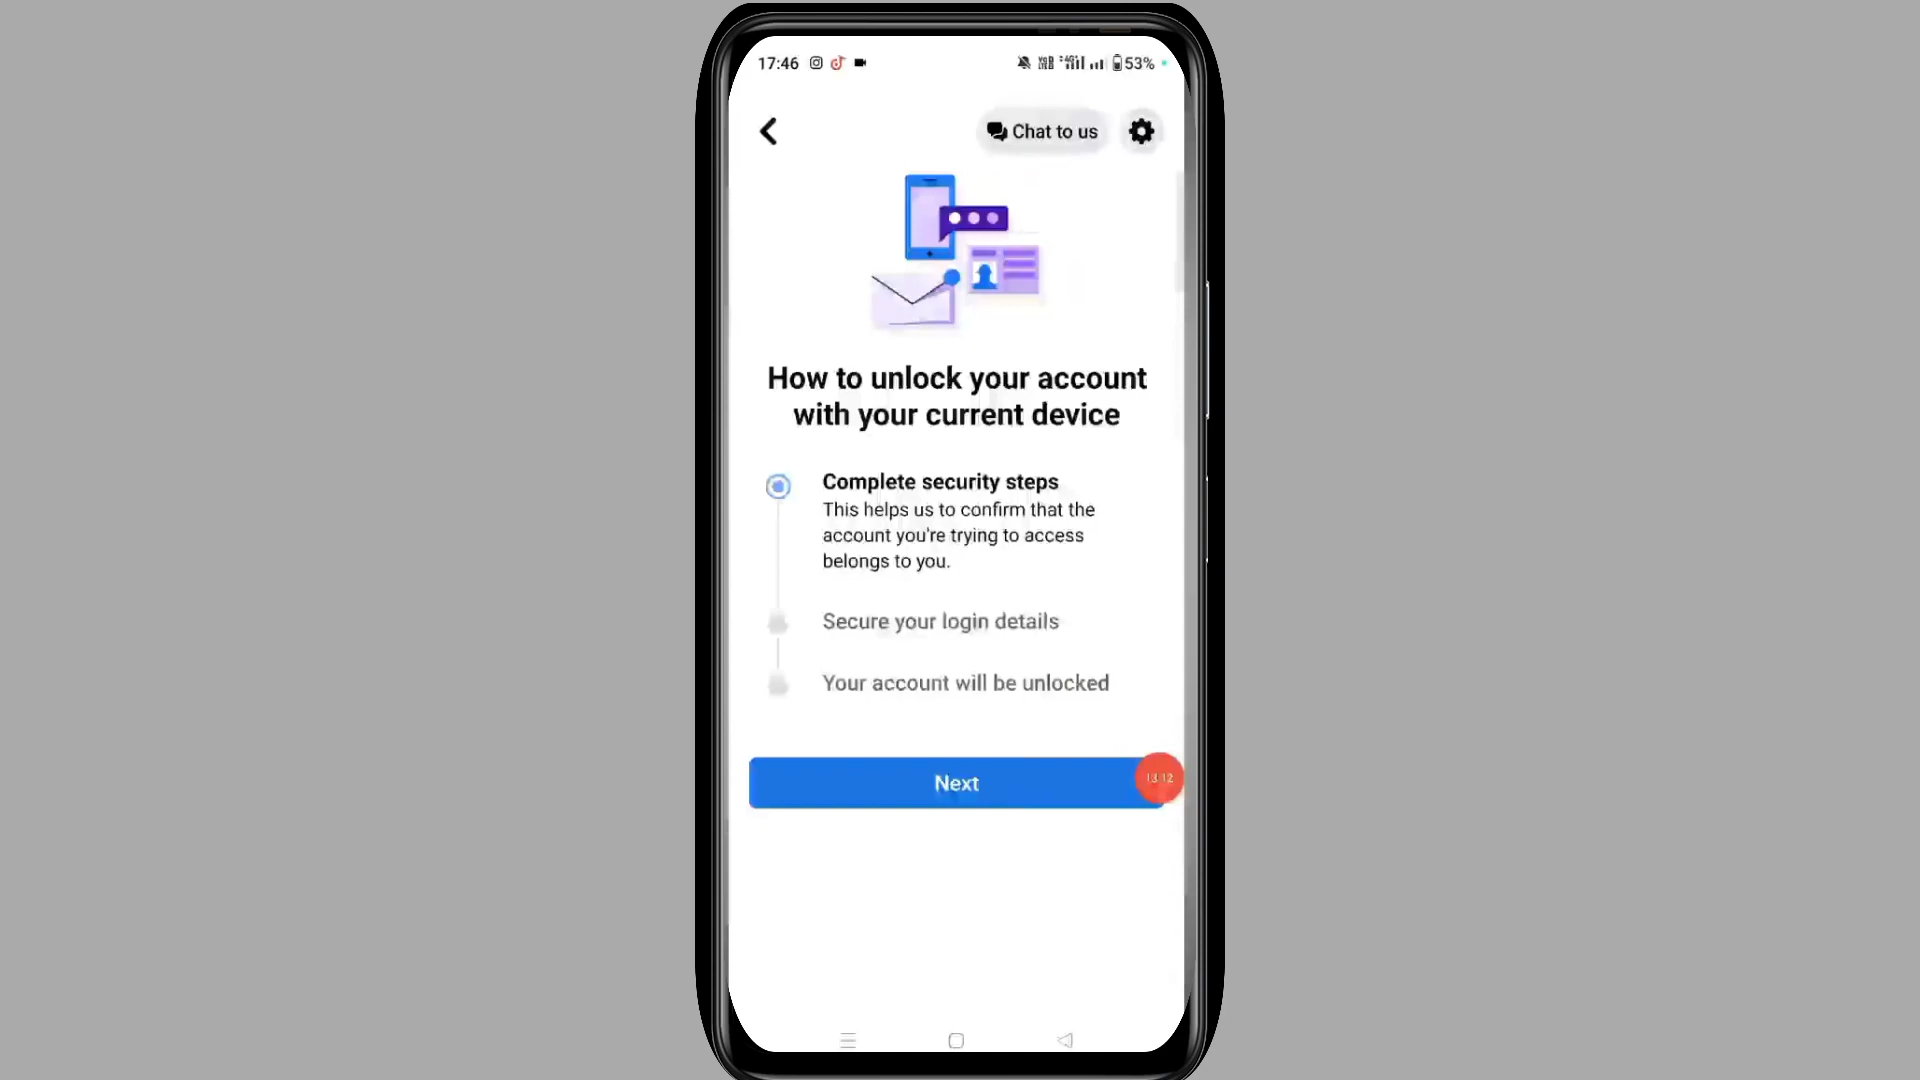 17:46 53%
Chat to us
How to unlock your account
with your current device
Complete security steps
This helps us to confirm that the
account you're trying to access
belongs to you.
Secure your login details
Your account will be unlocked
Next
13:12